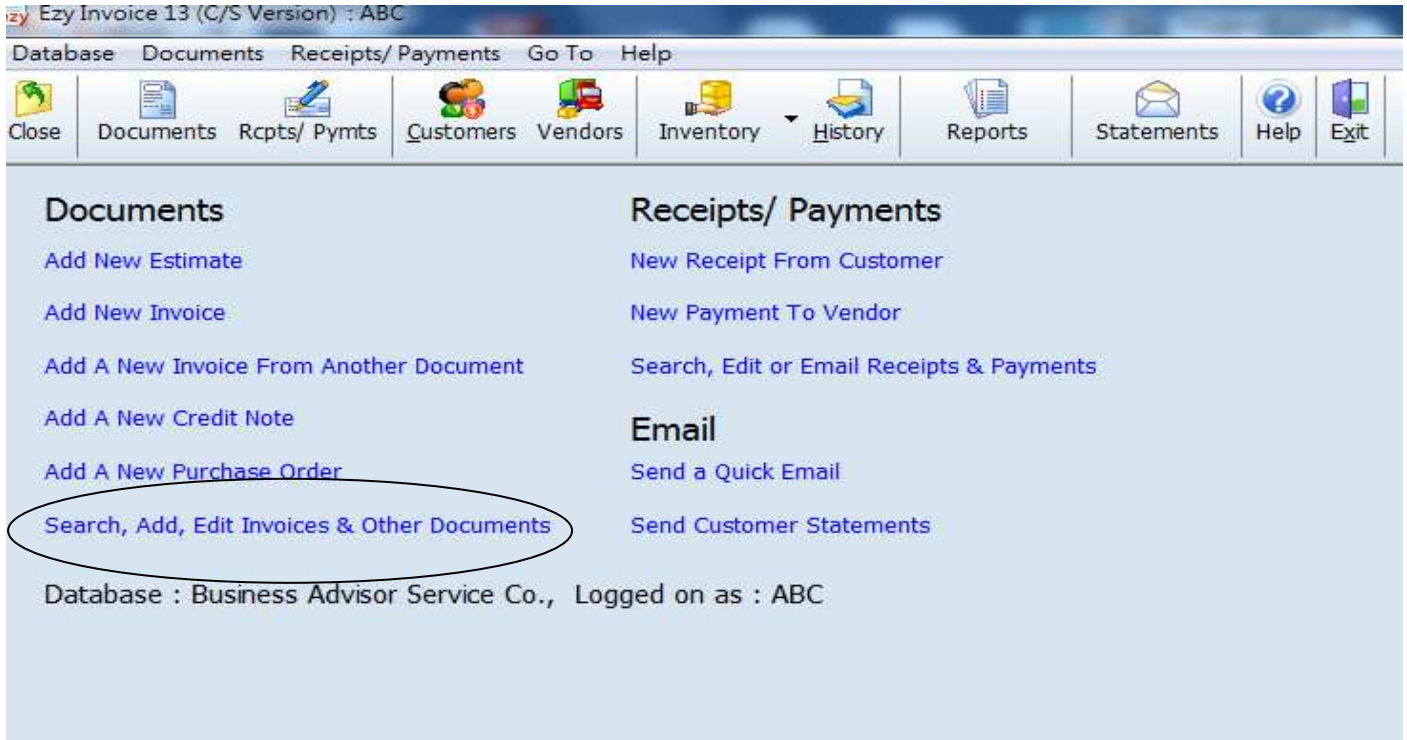 ezy Ezy Invoice 13 (C/S Version) : ABC
Database Documents Receipts/ Payments Go To Help
Close Documents Rcpts/ Pymts Customers Vendors Inventory History Reports Statements Help Exit
Documents
Add New Estimate
Add New Invoice
Add A New Invoice From Another Document
Add A New Credit Note
Add A New Purchase Order
Search, Add, Edit Invoices & Other Documents
Receipts/ Payments
New Receipt From Customer
New Payment To Vendor
Search, Edit or Email Receipts & Payments
Email
Send a Quick Email
Send Customer Statements
Database : Business Advisor Service Co., Logged on as : ABC